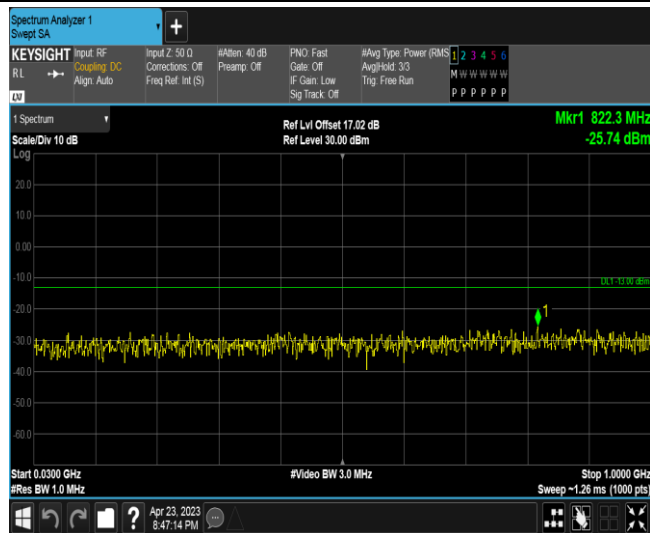 Spectrum Analyzer 1
Swept SA
KEYSIGHT
RL
Input: RF
Coupling: DC
Align: Auto
Input Z: 50 Ω
Corrections: Off
Freq Ref: Int (S)
#Atten: 40 dB
Preamp: Off
PNO: Fast
Gate: Off
IF Gain: Low
Sig Track: Off
#Avg Type: Power (RMS
Avg|Hold: 3/3
Trig: Free Run
1 2 3 4 5 6
M W W W W W
P P P P P P
1 Spectrum
Scale/Div 10 dB
Ref Lvl Offset 17.02 dB
Ref Level 30.00 dBm
Mkr1 822.3 MHz
-25.74 dBm
Log
20.0
10.0
0.00
-10.0
DL1 -13.00 dBm
-20.0
1
-30.0
-40.0
-50.0
-60.0
Start 0.0300 GHz
#Video BW 3.0 MHz
Stop 1.0000 GHz
#Res BW 1.0 MHz
Sweep ~1.26 ms (1000 pts)
?
Apr 23, 2023
8:47:14 PM